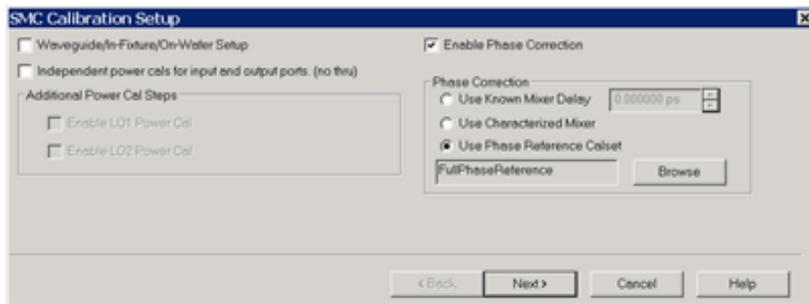 SMC Calibration Setup
Waveguide/In-Fixture/On-Wafer Setup
Independent power cals for input and output ports. (no thru)
Additional Power Cal Steps
Enable LO1 Power Cal
Enable LO2 Power Cal
Enable Phase Correction
Phase Correction
Use Known Mixer Delay
0.000000 ps
Use Characterized Mixer
Use Phase Reference Calset
FullPhaseReference
Browse
< Back
Next >
Cancel
Help